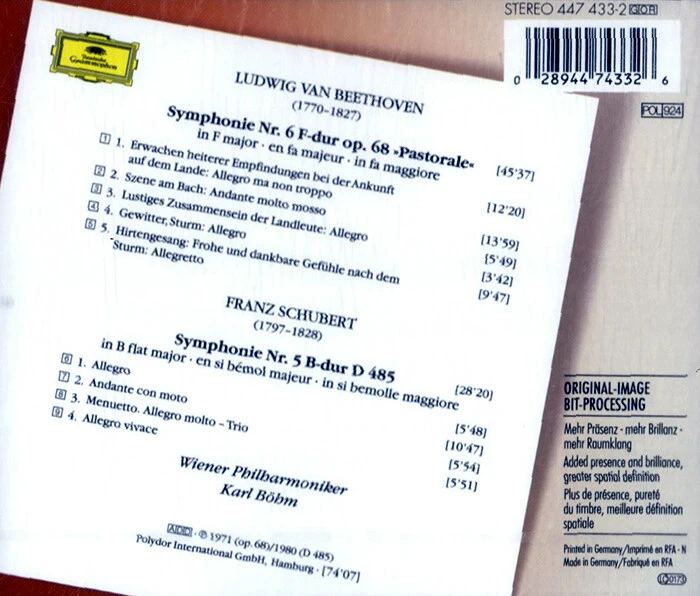 STEREO 447 433-2 GOR
0 28944 74332 6
POL 924
Deutsche
Grammophon
LUDWIG VAN BEETHOVEN
(1770–1827)
Symphonie Nr. 6 F-dur op. 68 »Pastorale« [45'37]
in F major · en fa majeur · in fa maggiore
1 1. Erwachen heiterer Empfindungen bei der Ankunft
auf dem Lande: Allegro ma non troppo [12'20]
2 2. Szene am Bach: Andante molto mosso [13'59]
3 3. Lustiges Zusammensein der Landleute: Allegro [5'49]
4 4. Gewitter, Sturm: Allegro [3'42]
5 5. Hirtengesang: Frohe und dankbare Gefühle nach dem
Sturm: Allegretto [9'47]
FRANZ SCHUBERT
(1797–1828)
Symphonie Nr. 5 B-dur D 485 [28'20]
in B flat major · en si bémol majeur · in si bemolle maggiore
6 1. Allegro [5'48]
7 2. Andante con moto [10'47]
8 3. Menuetto. Allegro molto – Trio [5'54]
9 4. Allegro vivace [5'51]
Wiener Philharmoniker
Karl Böhm
ADD · ℗ 1971 (op. 68)/1980 (D 485)
Polydor International GmbH, Hamburg · [74'07]
ORIGINAL-IMAGE
BIT-PROCESSING
Mehr Präsenz · mehr Brillanz ·
mehr Raumklang
Added presence and brilliance,
greater spatial definition
Plus de présence, pureté
du timbre, meilleure définition
spatiale
Printed in Germany/Imprimé en RFA · N
Made in Germany/Fabriqué en RFA
LC 0173